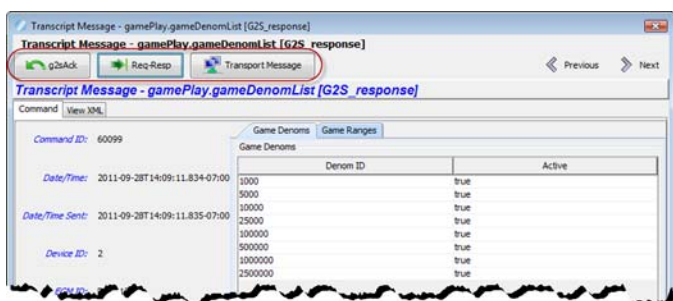 Transcript Message - gamePlay.gameDenomList [G2S_response]
Transcript Message - gamePlay.gameDenomList [G2S_response]
g2sAck Req-Resp Transport Message Previous Next
Transcript Message - gamePlay.gameDenomList [G2S_response]
Command View XML
Command ID: 60099
Date/Time: 2011-09-28T14:09:11.834-07:00
Date/Time Sent: 2011-09-28T14:09:11.835-07:00
Device ID: 2
Game Denoms Game Ranges
Game Denoms
Denom ID Active
1000 true
5000 true
10000 true
25000 true
100000 true
500000 true
1000000 true
2500000 true